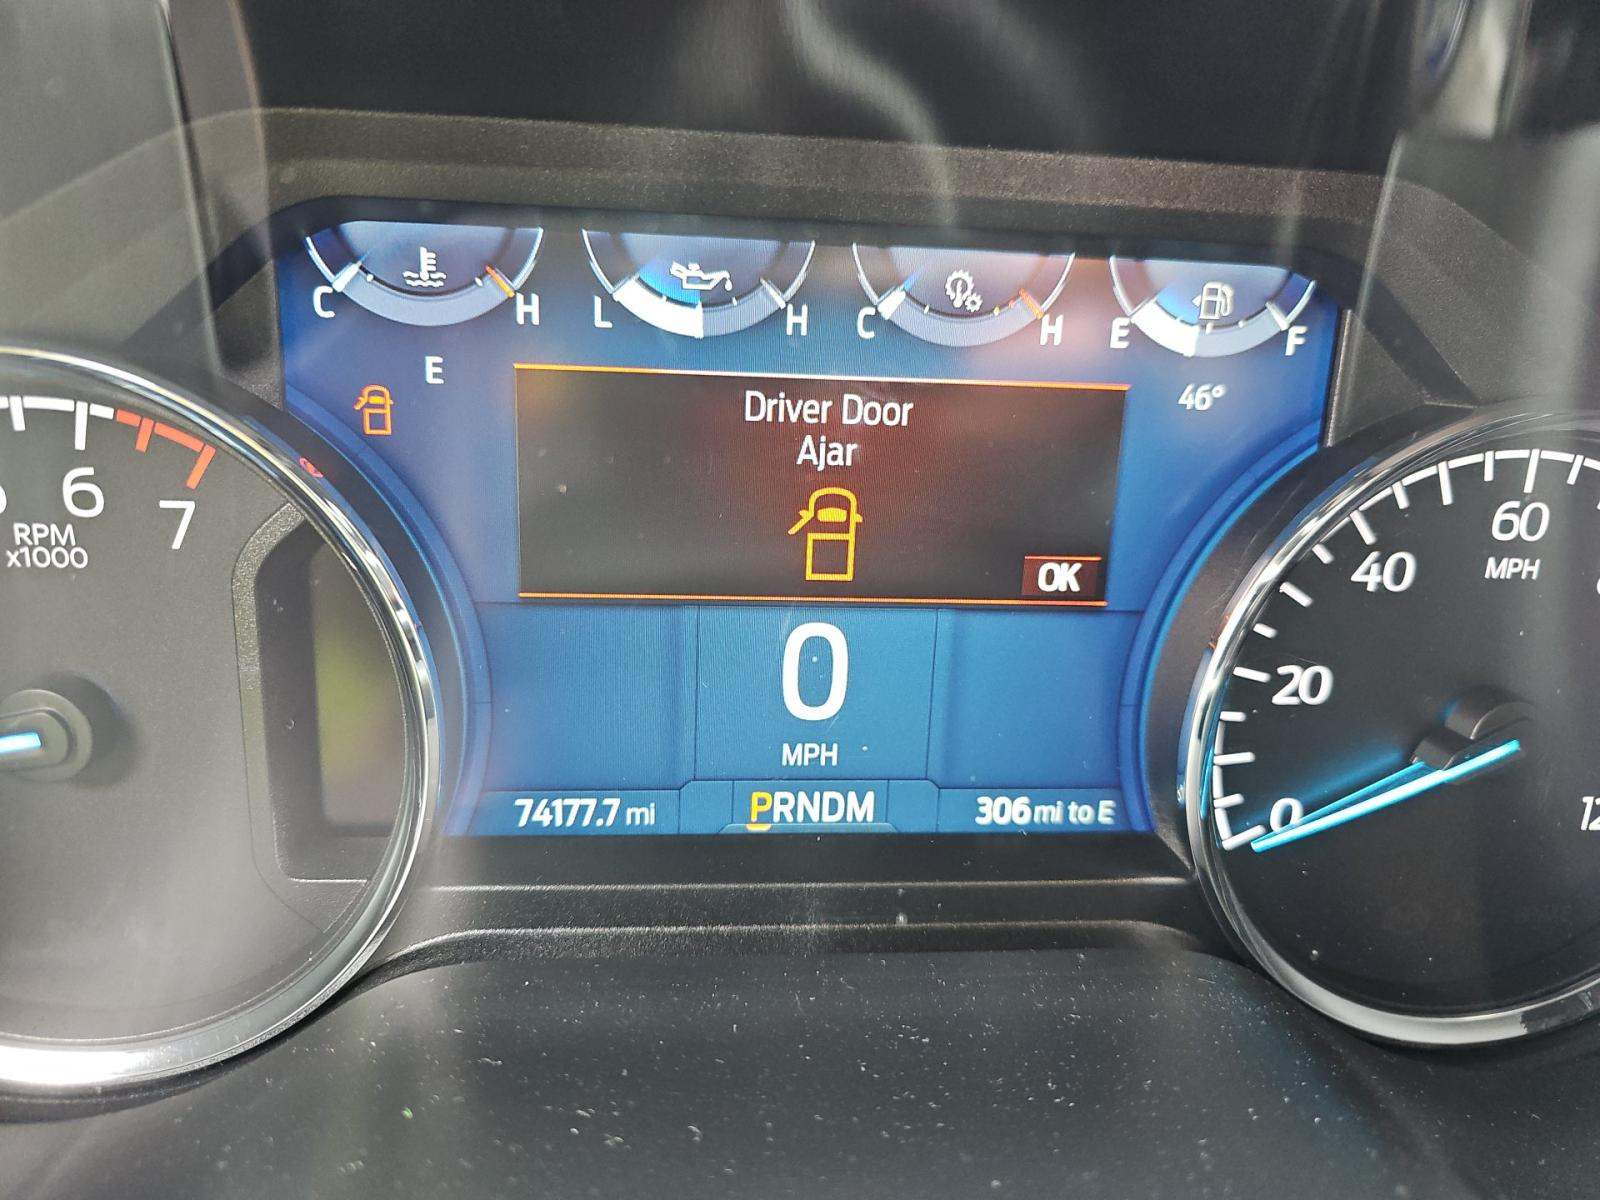 C H L H C H E F
E
46°
Driver Door
Ajar
OK
6
7
RPM
x1000
0
MPH
74177.7 mi
PRNDM
306 mi to E
0
20
40
60
MPH